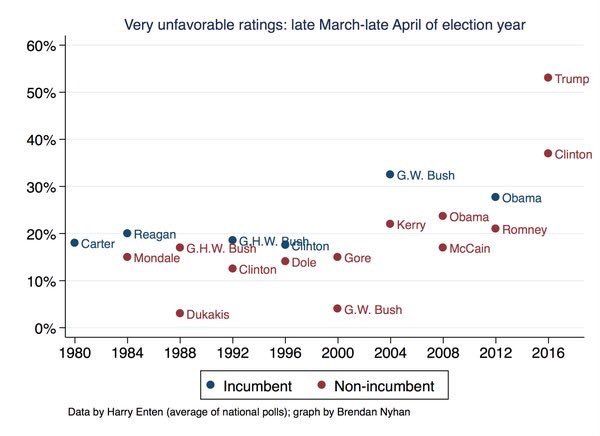 Very unfavorable ratings: late March-late April of election year
60%
50%
40%
30%
20%
10%
0%
Trump
Clinton
G.W. Bush
Obama
Kerry
Obama
Romney
McCain
Carter
Reagan
Mondale
G.H.W. Bush
G.H.W. Bush
Clinton
Clinton
Dole
Gore
Dukakis
G.W. Bush
1980 1984 1988 1992 1996 2000 2004 2008 2012 2016
Incumbent Non-incumbent
Data by Harry Enten (average of national polls); graph by Brendan Nyhan